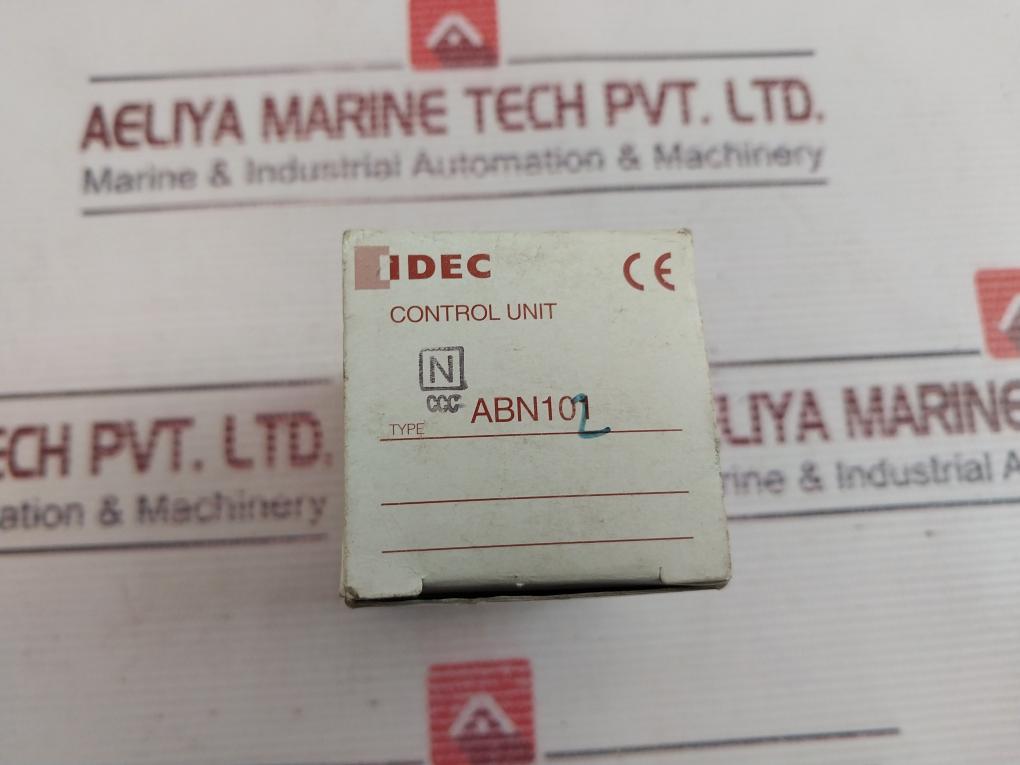 AELIYA MARINE TECH PVT. LTD.
Marine & Industrial Automation & Machinery
IDEC
CE
CONTROL UNIT
N
CCC
TYPE ABN101
2
ECH PVT. LTD.
ation & Machinery
LIYA MARINE
rine & Industrial A